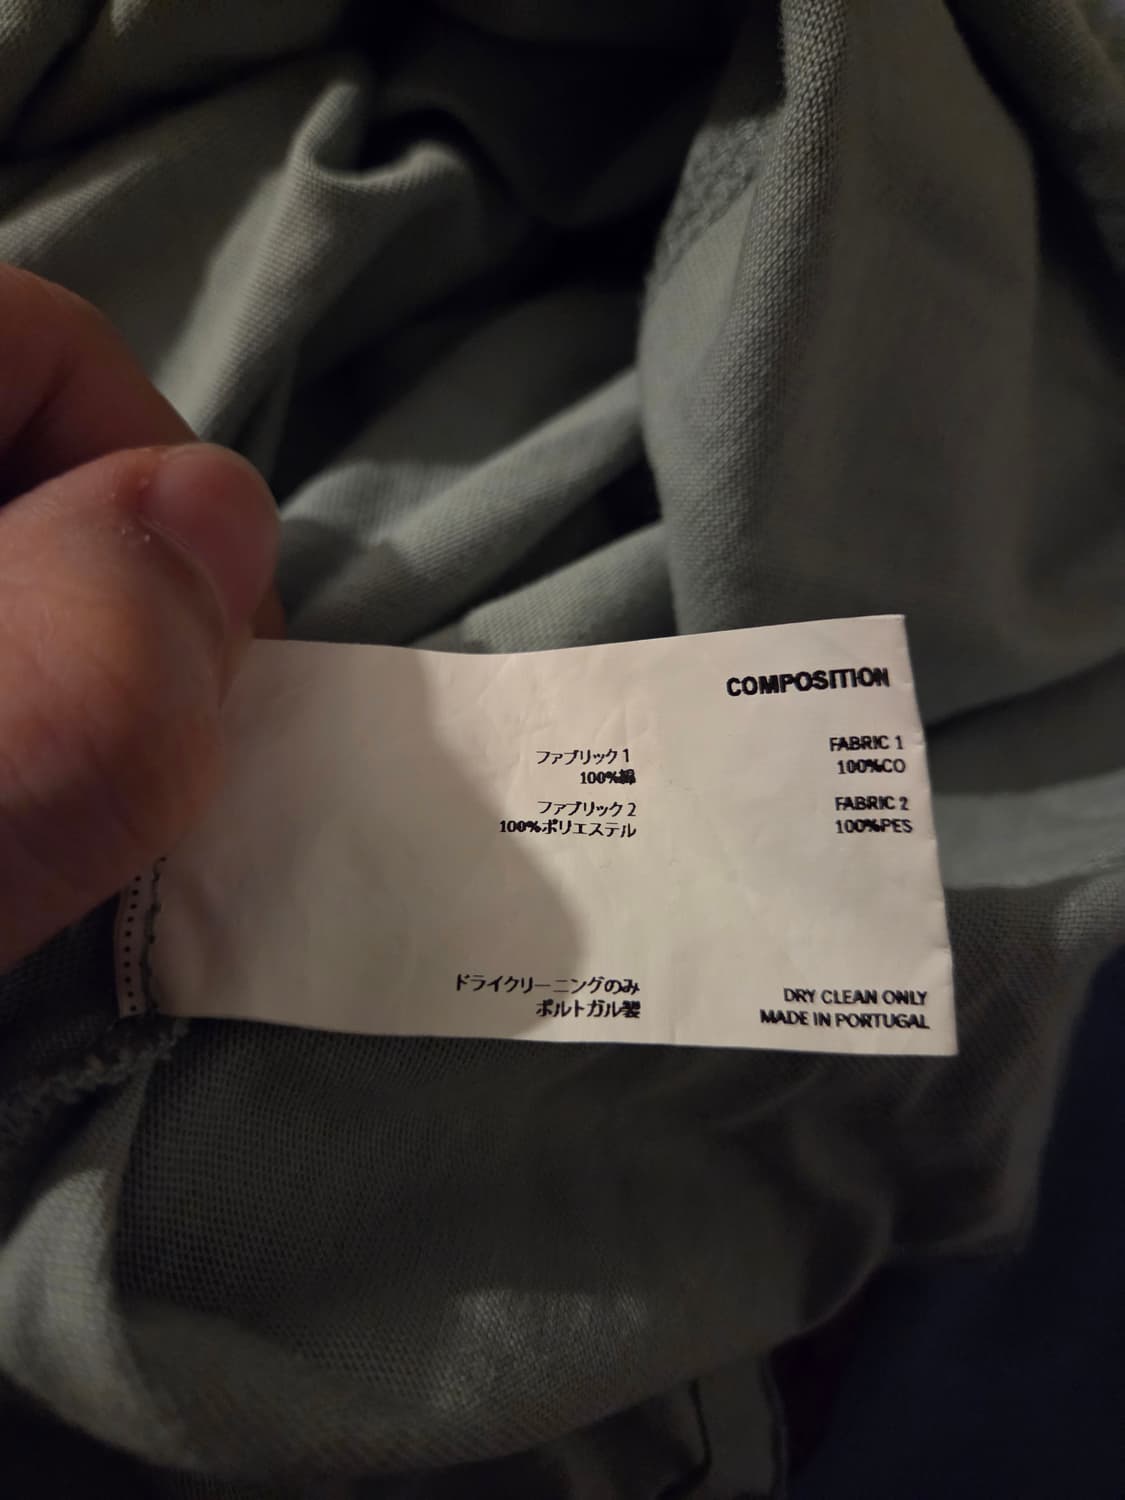 COMPOSITION
ファブリック 1
100%綿
ファブリック 2
100%ポリエステル
FABRIC 1
100%CO
FABRIC 2
100%PES
ドライクリーニングのみ
ポルトガル製
DRY CLEAN ONLY
MADE IN PORTUGAL